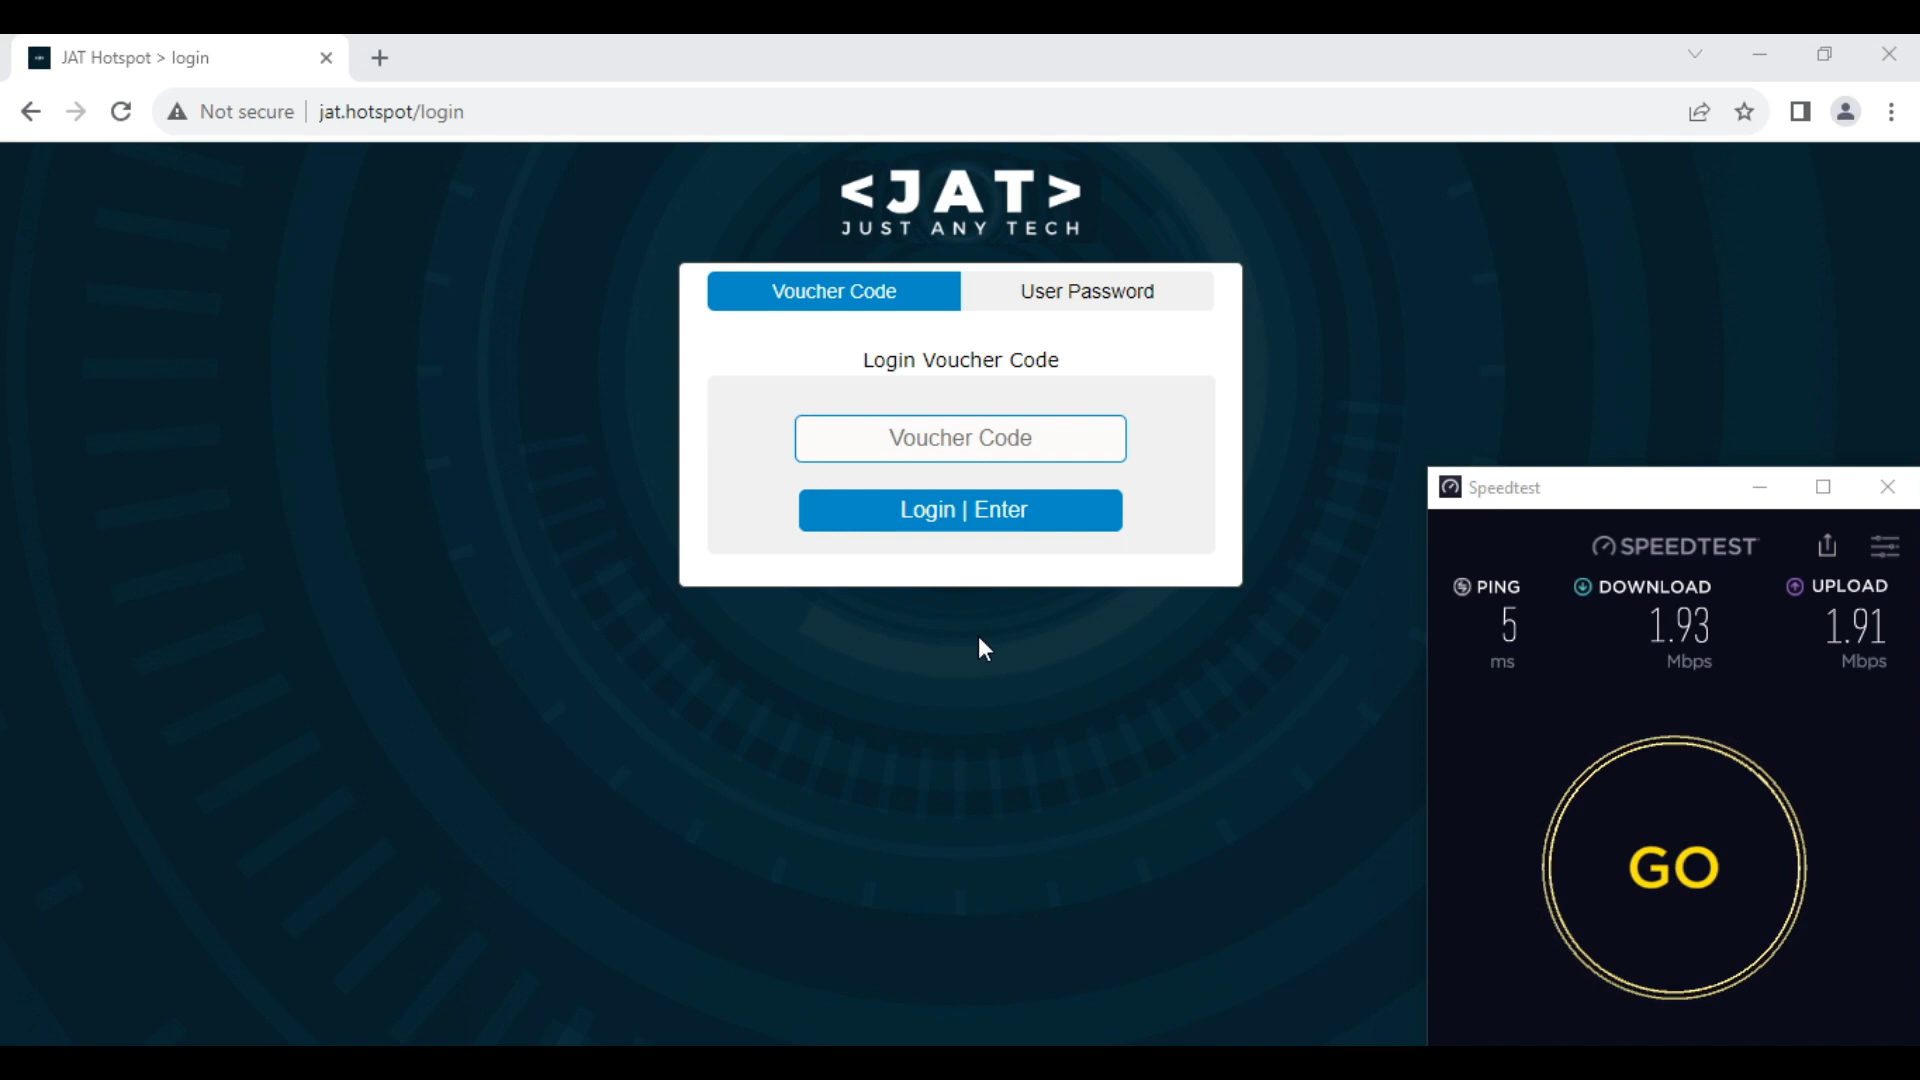 JAT Hotspot > login
Not secure | jat.hotspot/login
<JAT>
JUST ANY TECH
Voucher Code
User Password
Login Voucher Code
Voucher Code
Login | Enter
Speedtest
SPEEDTEST
PING DOWNLOAD UPLOAD
5 1.93 1.91
ms Mbps Mbps
GO